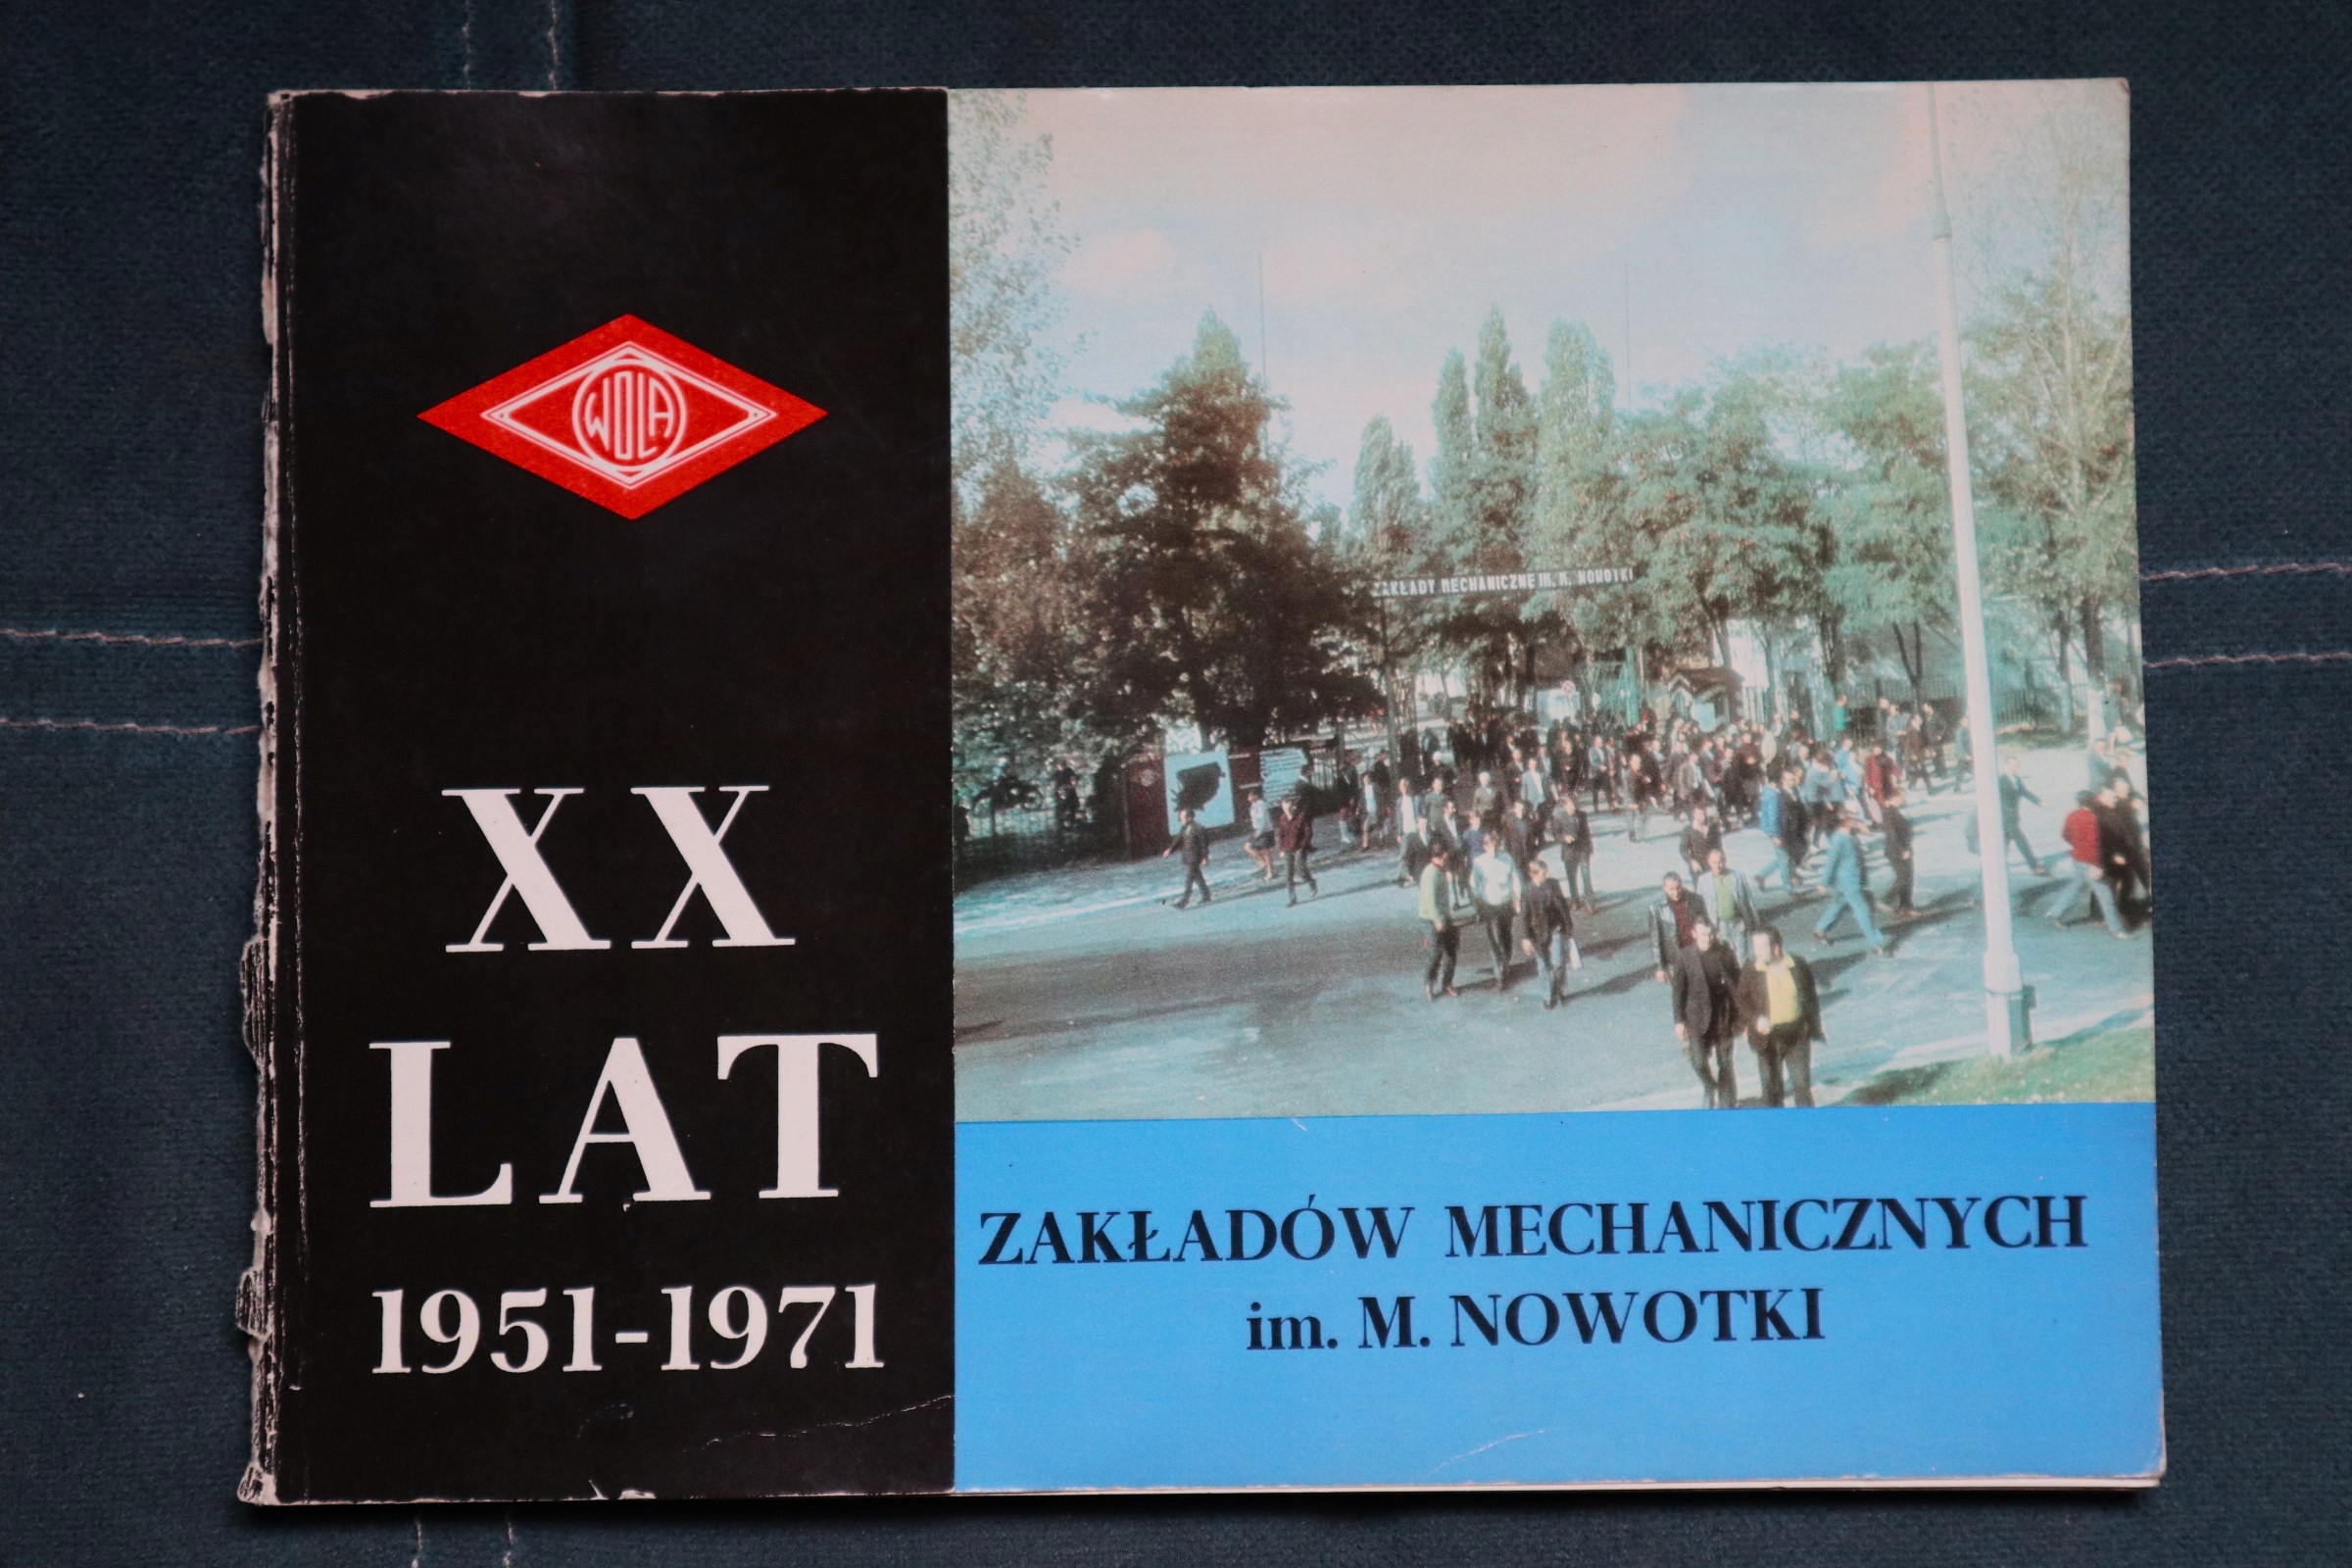 WOLA
XX
LAT
1951-1971
ZAKŁADY MECHANICZNE IM. M. NOWOTKI
ZAKŁADÓW MECHANICZNYCH
im. M. NOWOTKI